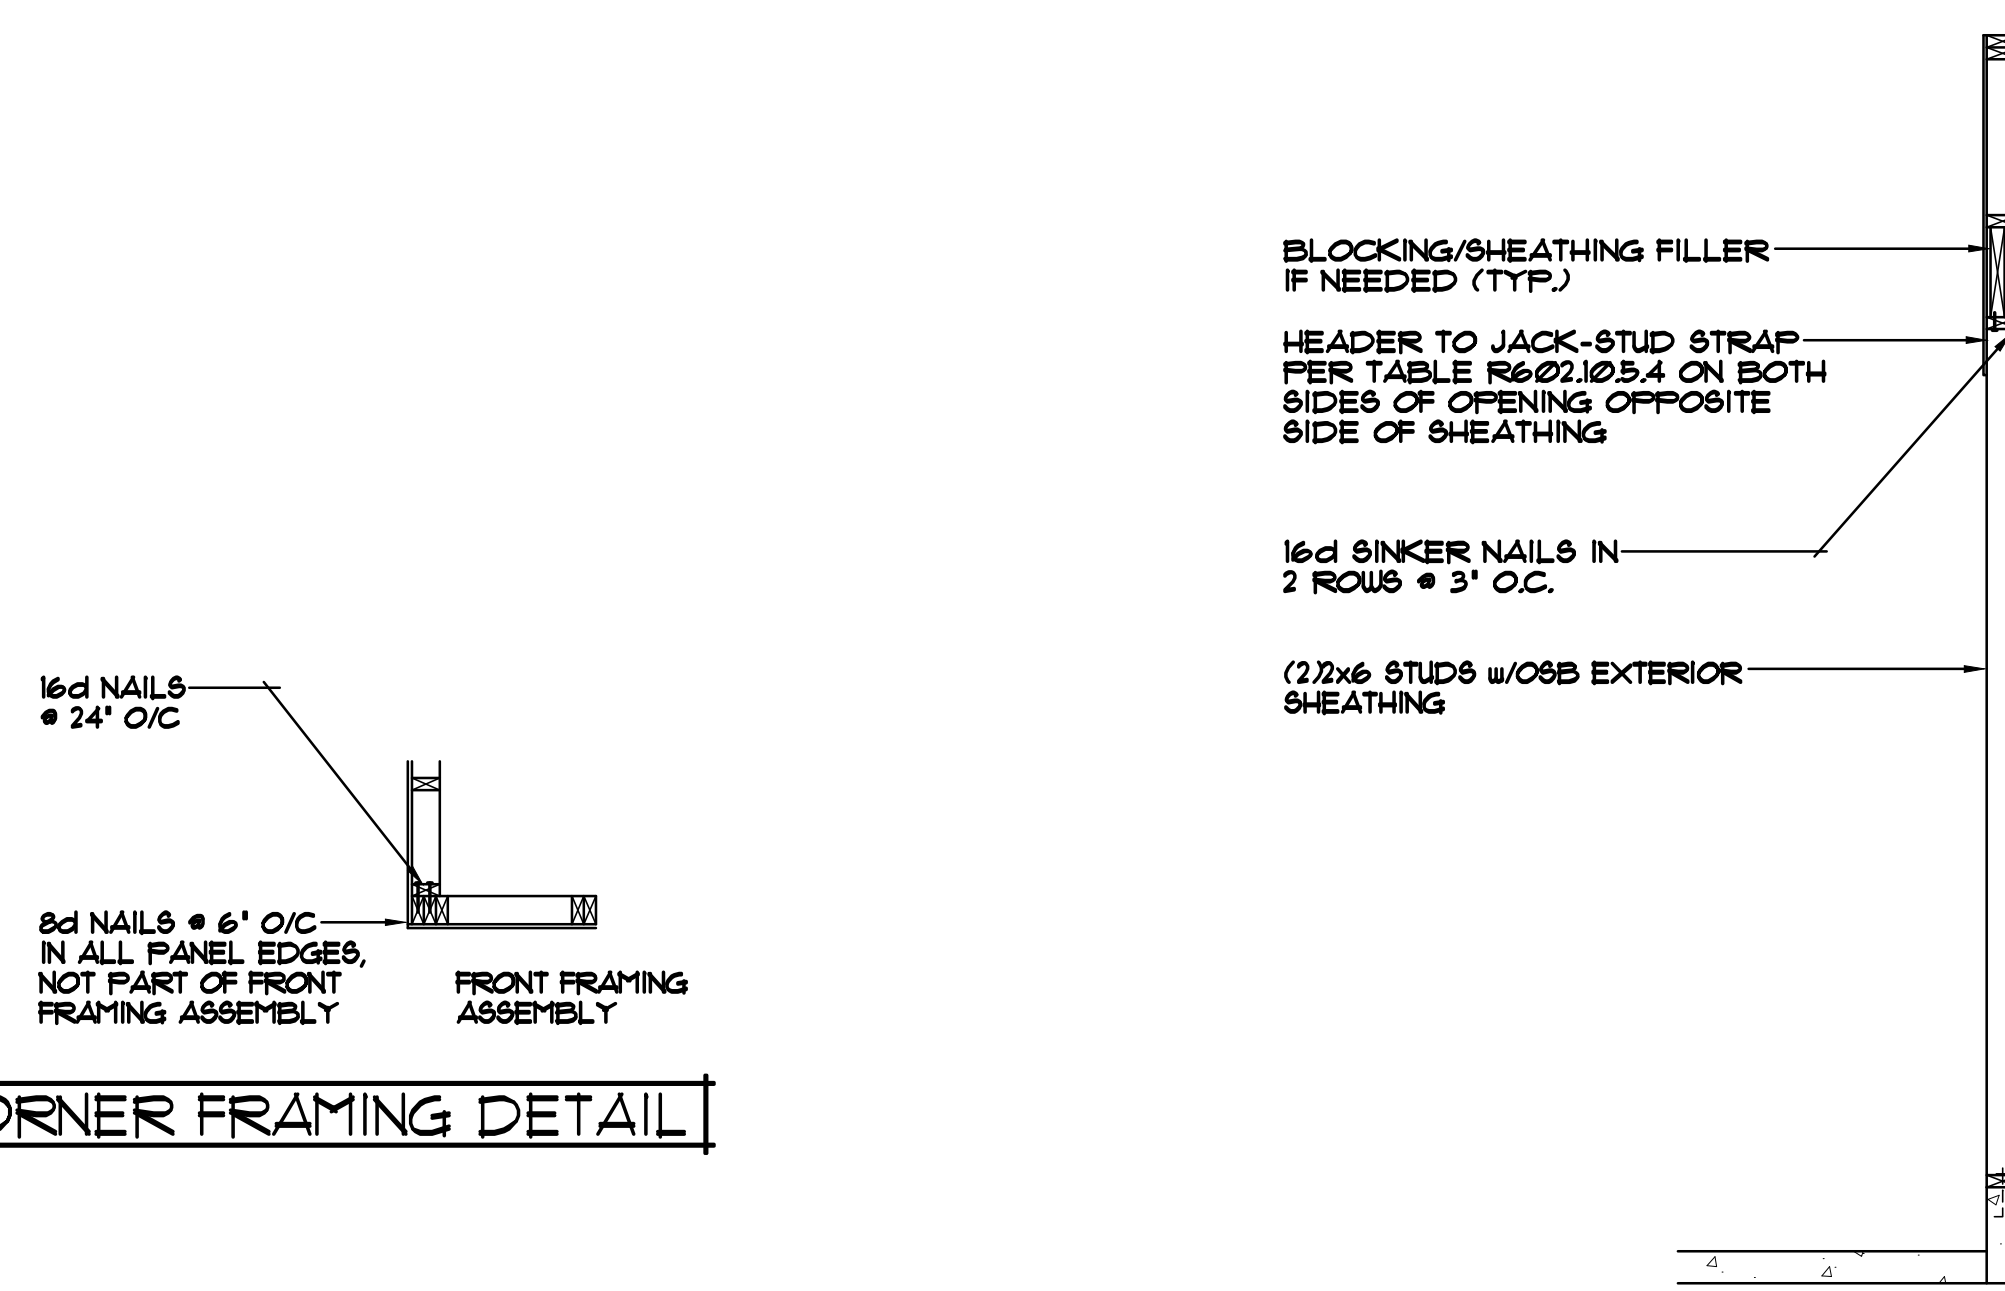 BLOCKING/SHEATHING FILLER
IF NEEDED (TYP.)
HEADER TO JACK-STUD STRAP
PER TABLE R602.10.5.4 ON BOTH
SIDES OF OPENING OPPOSITE
SIDE OF SHEATHING
16d SINKER NAILS IN
2 ROWS @ 3" O.C.
(2)2x6 STUDS w/OSB EXTERIOR
SHEATHING
16d NAILS
@ 24" O/C
8d NAILS @ 6" O/C
IN ALL PANEL EDGES,
NOT PART OF FRONT
FRAMING ASSEMBLY
FRONT FRAMING
ASSEMBLY
ORNER FRAMING DETAIL